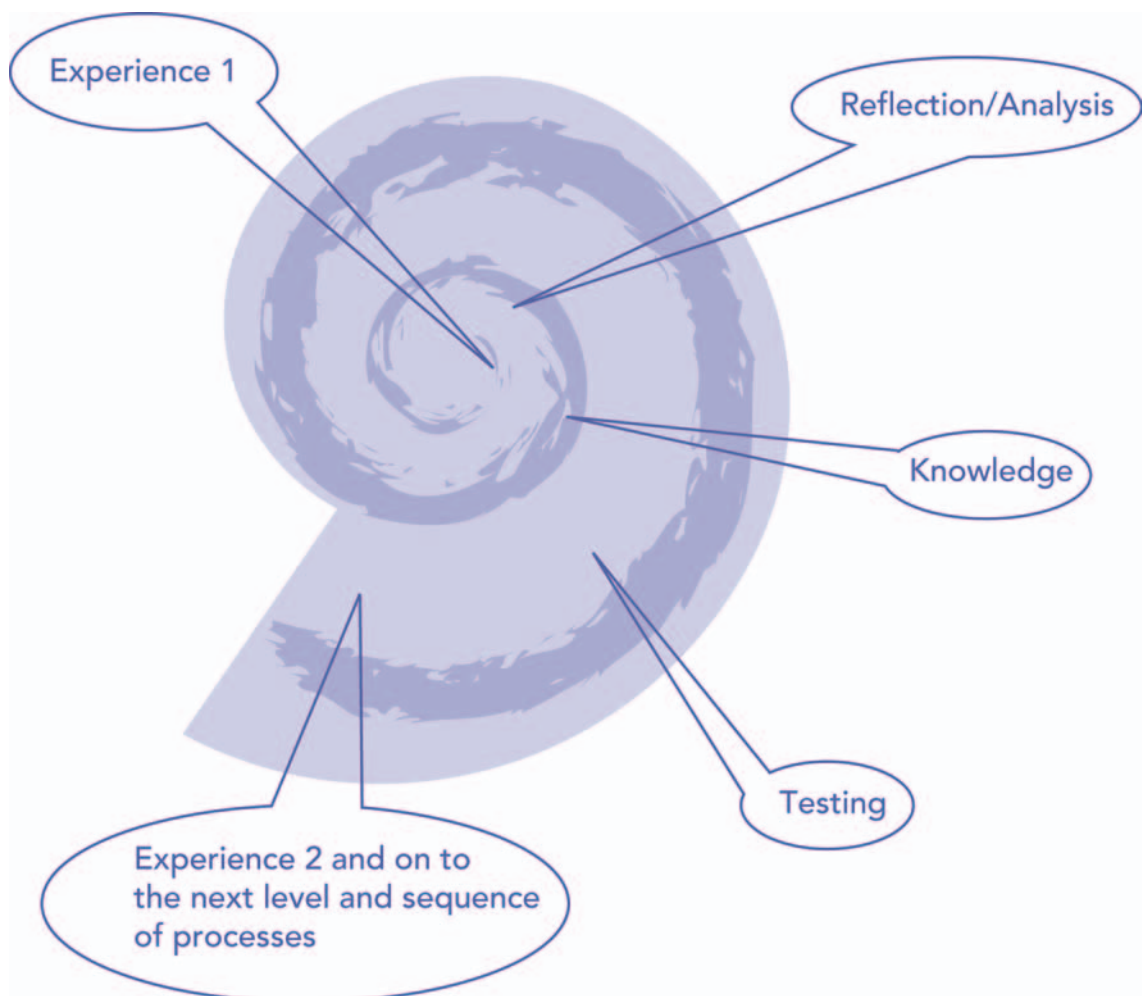 Experience 1
Reflection/Analysis
Knowledge
Testing
Experience 2 and on to
the next level and sequence
of processes